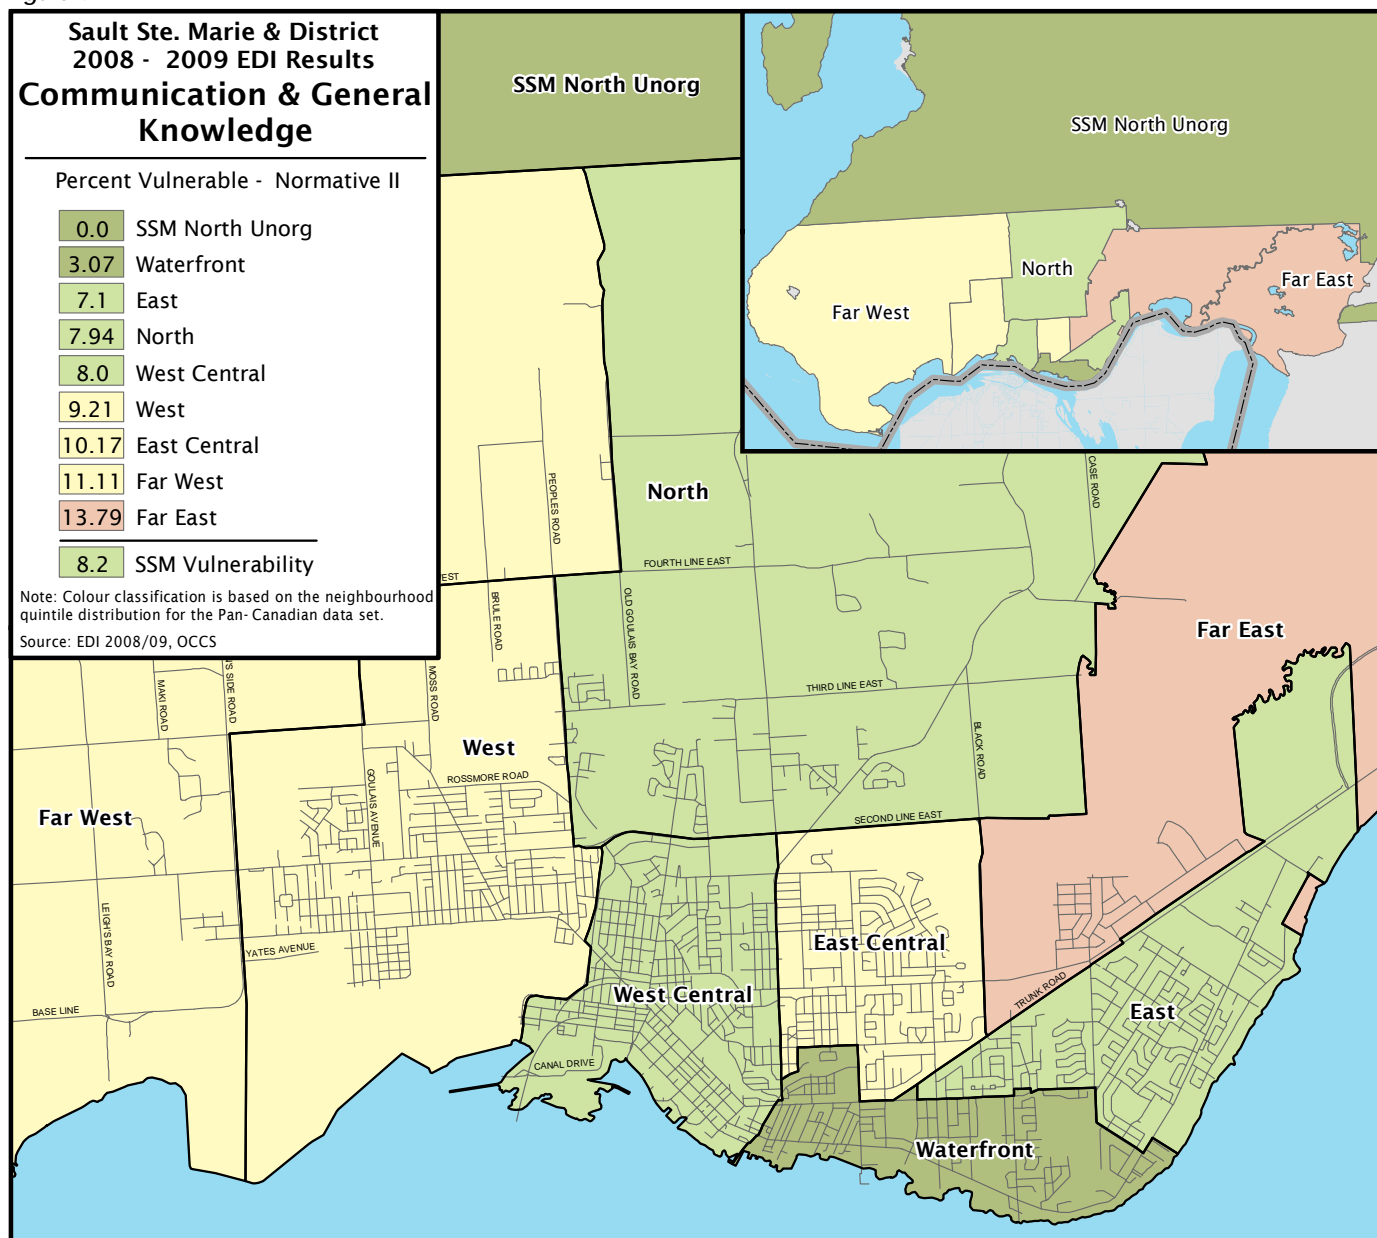 Sault Ste. Marie & District
2008 - 2009 EDI Results
Communication & General
Knowledge
Percent Vulnerable - Normative II
0.0 SSM North Unorg
3.07 Waterfront
7.1 East
7.94 North
8.0 West Central
9.21 West
10.17 East Central
11.11 Far West
13.79 Far East
8.2 SSM Vulnerability
Note: Colour classification is based on the neighbourhood
quintile distribution for the Pan- Canadian data set.
Source: EDI 2008/09, OCCS
SSM North Unorg
SSM North Unorg
North
Far East
Far West
North
CASE ROAD
PEOPLES ROAD
FOURTH LINE EAST
EST
BRULE ROAD
OLD GOULAIS BAY ROAD
Far East
MAKI ROAD
SIDE ROAD
MOSS ROAD
THIRD LINE EAST
West
BLACK ROAD
ROSSMORE ROAD
GOULAIS AVENUE
Far West
SECOND LINE EAST
LEIGH'S BAY ROAD
YATES AVENUE
East Central
West Central
TRUNK ROAD
East
BASE LINE
CANAL DRIVE
Waterfront